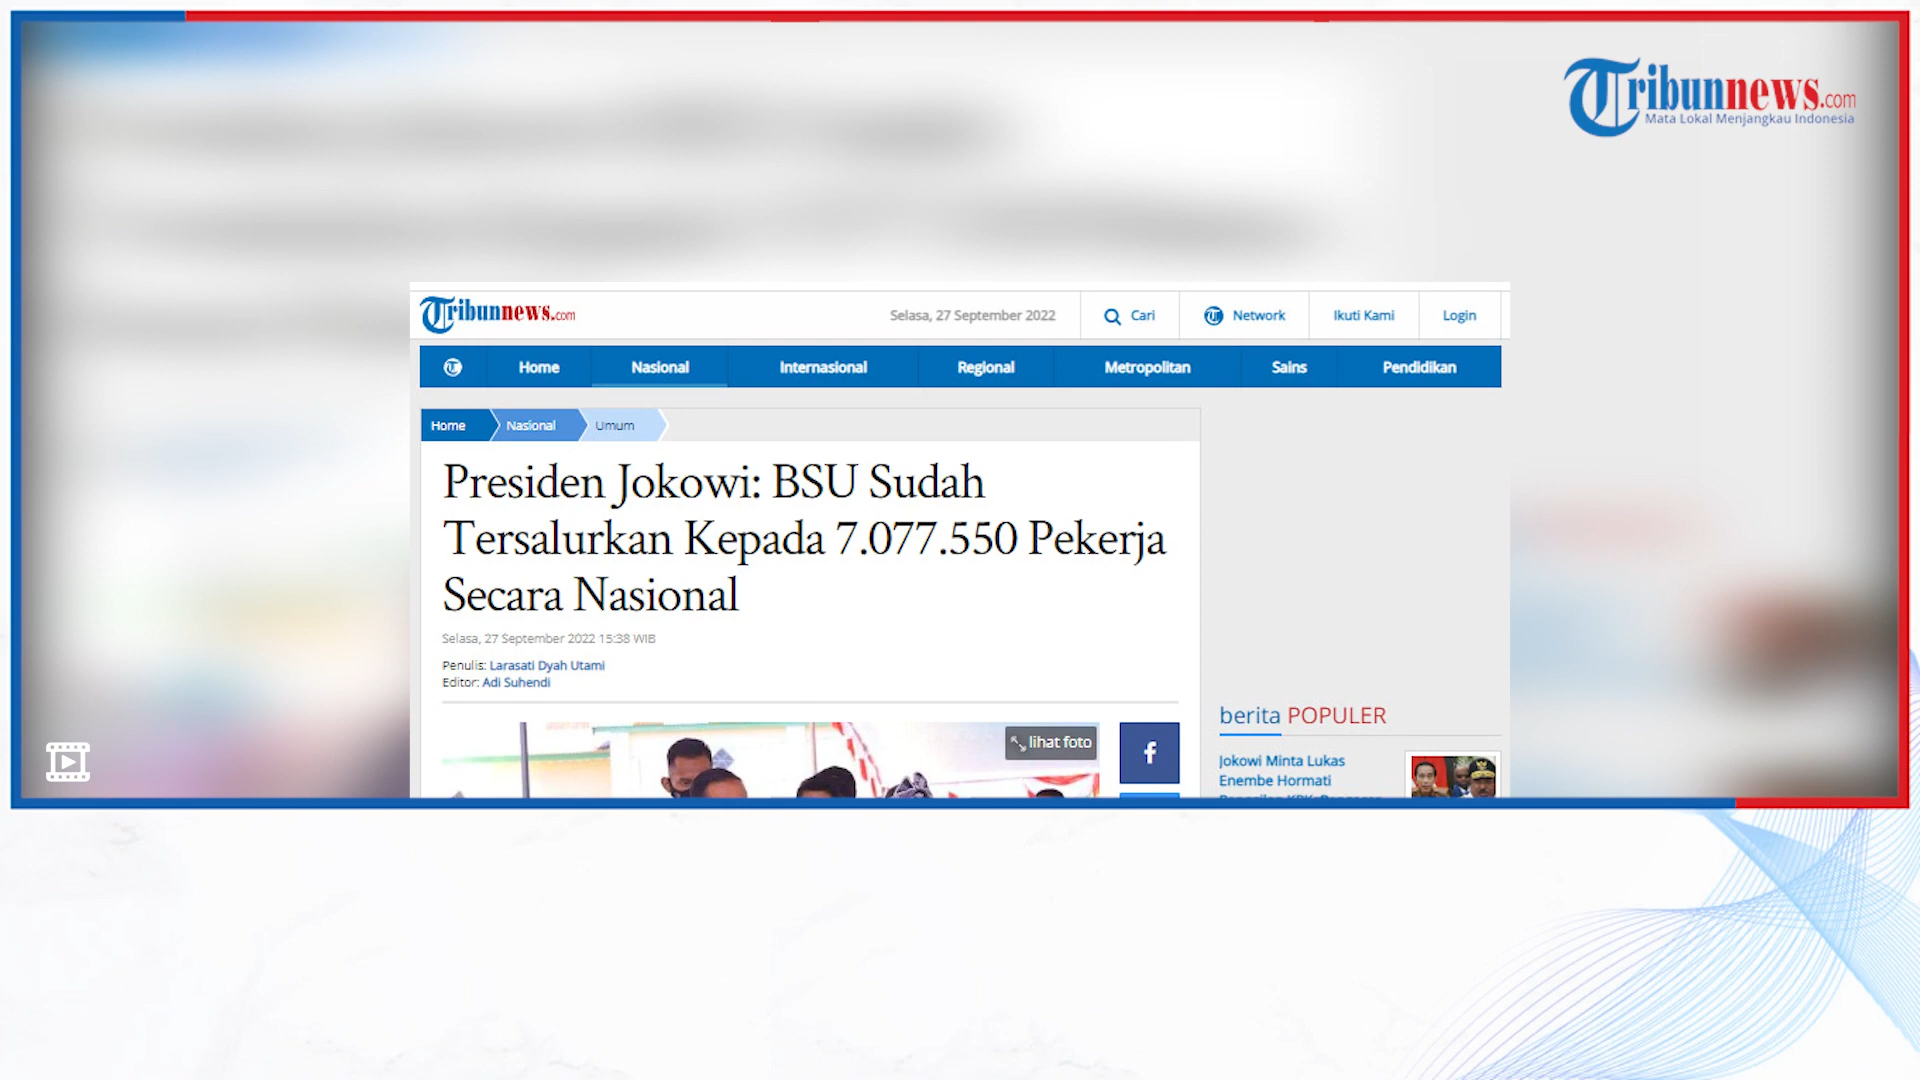 Tribunnews.com
Mata Lokal Menjangkau Indonesia
Tribunnews.com
Selasa, 27 September 2022
Cari
Network
Ikuti Kami
Login
Home
Nasional
Internasional
Regional
Metropolitan
Sains
Pendidikan
Home
Nasional
Umum
Presiden Jokowi: BSU Sudah
Tersalurkan Kepada 7.077.550 Pekerja
Secara Nasional
Selasa, 27 September 2022 15:38 WIB
Penulis: Larasati Dyah Utami
Editor: Adi Suhendi
lihat foto
f
berita POPULER
Jokowi Minta Lukas
Enembe Hormati